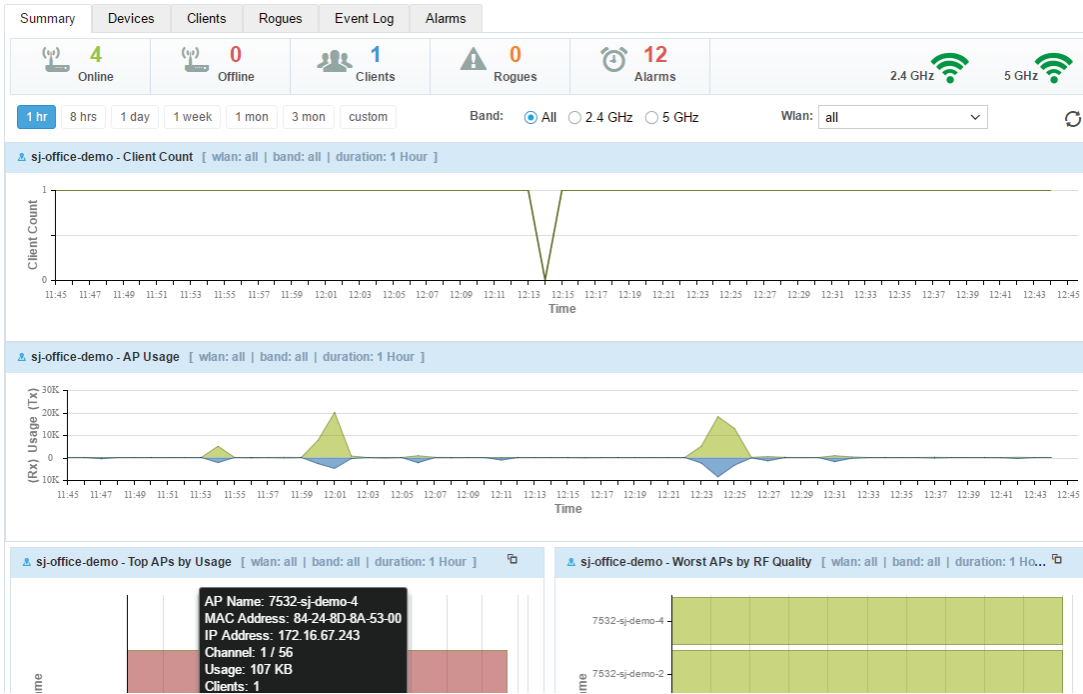 Summary Devices Clients Rogues Event Log Alarms
4 0 1 0 12
Online Offline Clients Rogues Alarms
2.4 GHz 5 GHz
1 hr 8 hrs 1 day 1 week 1 mon 3 mon custom Band: All 2.4 GHz 5 GHz Wlan: all
sj-office-demo - Client Count [ wlan: all | band: all | duration: 1 Hour ]
Client Count
1
0
11:45 11:47 11:49 11:51 11:53 11:55 11:57 11:59 12:01 12:03 12:05 12:07 12:09 12:11 12:13 12:15 12:17 12:19 12:21 12:23 12:25 12:27 12:29 12:31 12:33 12:35 12:37 12:39 12:41 12:43 12:45
Time
sj-office-demo - AP Usage [ wlan: all | band: all | duration: 1 Hour ]
(Rx) Usage (Tx)
30K
20K
10K
0
10K
11:45 11:47 11:49 11:51 11:53 11:55 11:57 11:59 12:01 12:03 12:05 12:07 12:09 12:11 12:13 12:15 12:17 12:19 12:21 12:23 12:25 12:27 12:29 12:31 12:33 12:35 12:37 12:39 12:41 12:43 12:45
Time
sj-office-demo - Top APs by Usage [ wlan: all | band: all | duration: 1 Hour ]
AP Name: 7532-sj-demo-4
MAC Address: 84-24-8D-8A-53-00
IP Address: 172.16.67.243
Channel: 1 / 56
Usage: 107 KB
Clients: 1
sj-office-demo - Worst APs by RF Quality [ wlan: all | band: all | duration: 1 Ho...
7532-sj-demo-4
7532-sj-demo-2